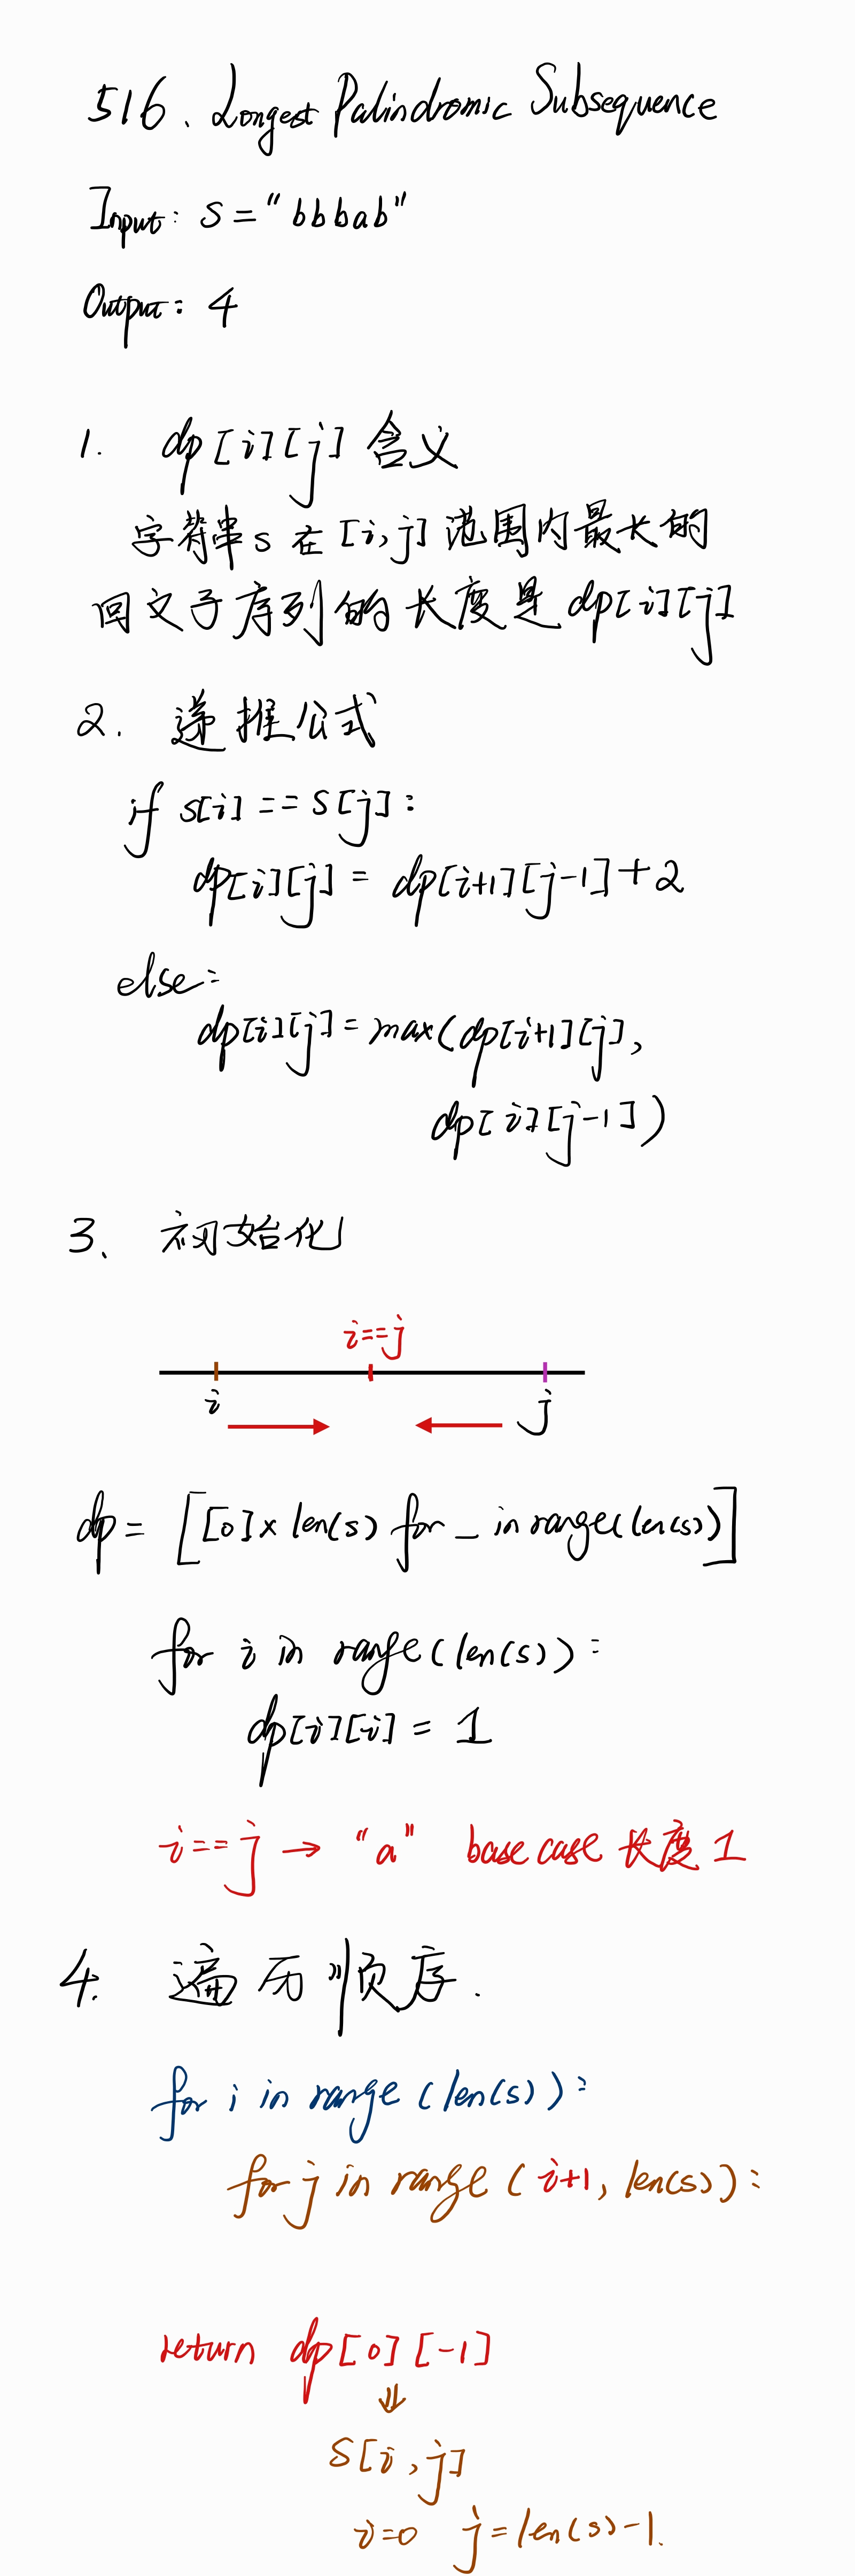 516. Longest Palindromic Subsequence
Input: s = "bbbab"
Output: 4
1. dp[i][j] 含义
字符串 s 在 [i, j] 范围内最长的
回文子序列的长度是 dp[i][j]
2. 递推公式
if s[i] == s[j]:
dp[i][j] = dp[i+1][j-1] + 2
else:
dp[i][j] = max(dp[i+1][j],
dp[i][j-1])
3. 初始化
i==j
i j
dp = [[0] x len(s) for _ in range(len(s))]
for i in range(len(s)):
dp[i][i] = 1
i==j → "a" base case 长度 1
4. 遍历顺序.
for i in range(len(s)):
for j in range(i+1, len(s)):
return dp[0][-1]
⇓
S[i, j]
i=0 j=len(s)-1.